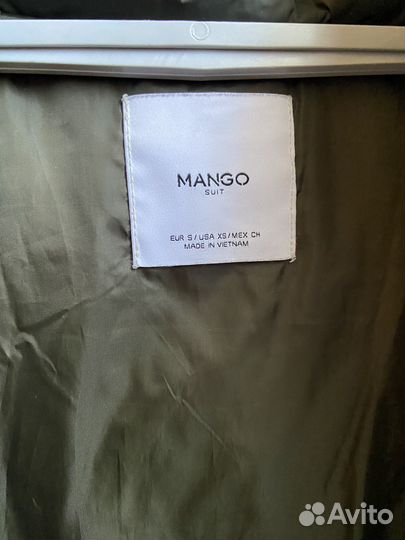 MANGO
SUIT
EUR S / USA XS / MEX CH
MADE IN VIETNAM
Avito